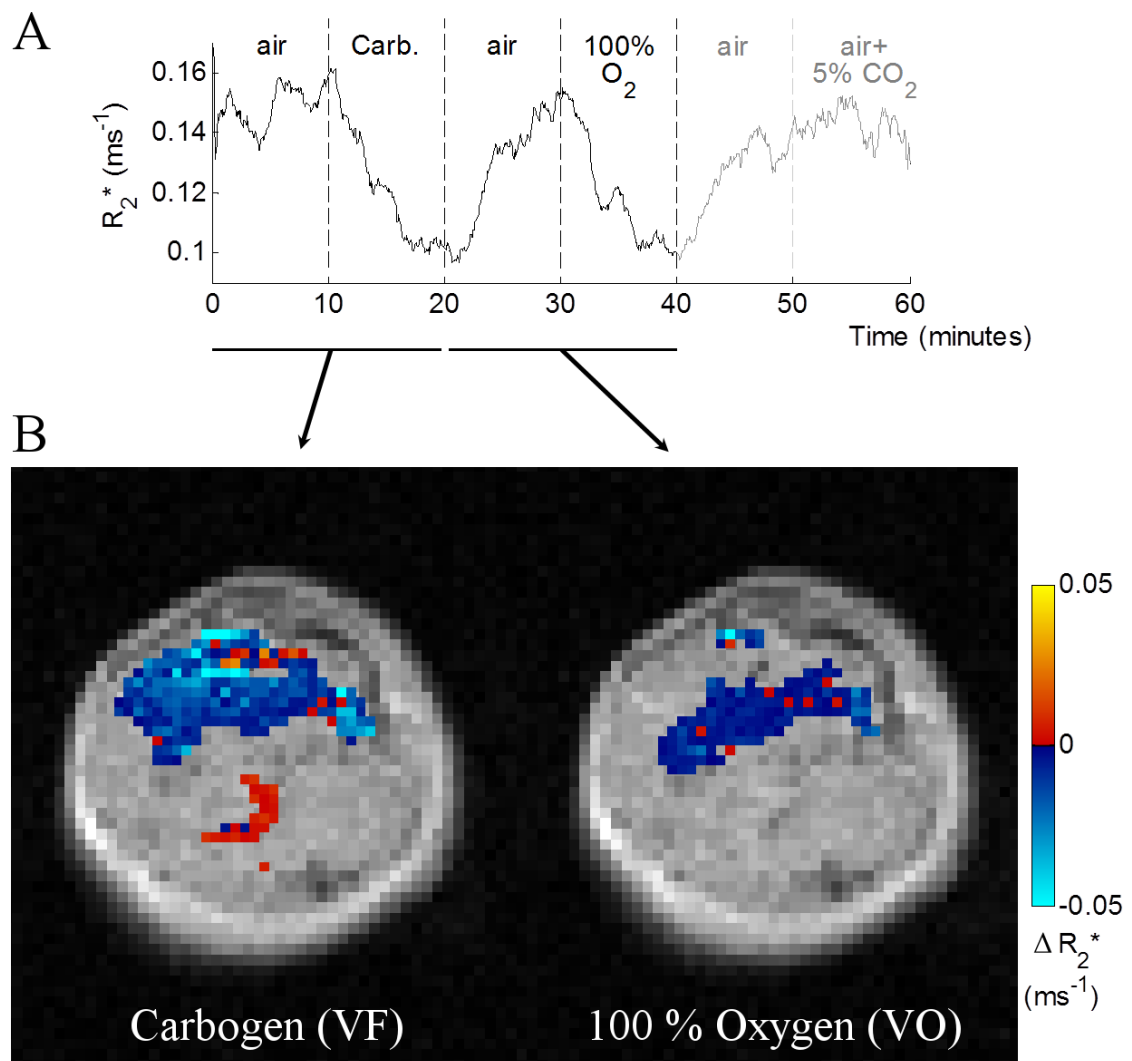 A
air
Carb.
air
100%
O2
air
air+
5% CO2
R2* (ms-1)
0.16
0.14
0.12
0.1
0
10
20
30
40
50
60
Time (minutes)
B
0.05
0
-0.05
Δ R2*
(ms-1)
Carbogen (VF)
100 % Oxygen (VO)